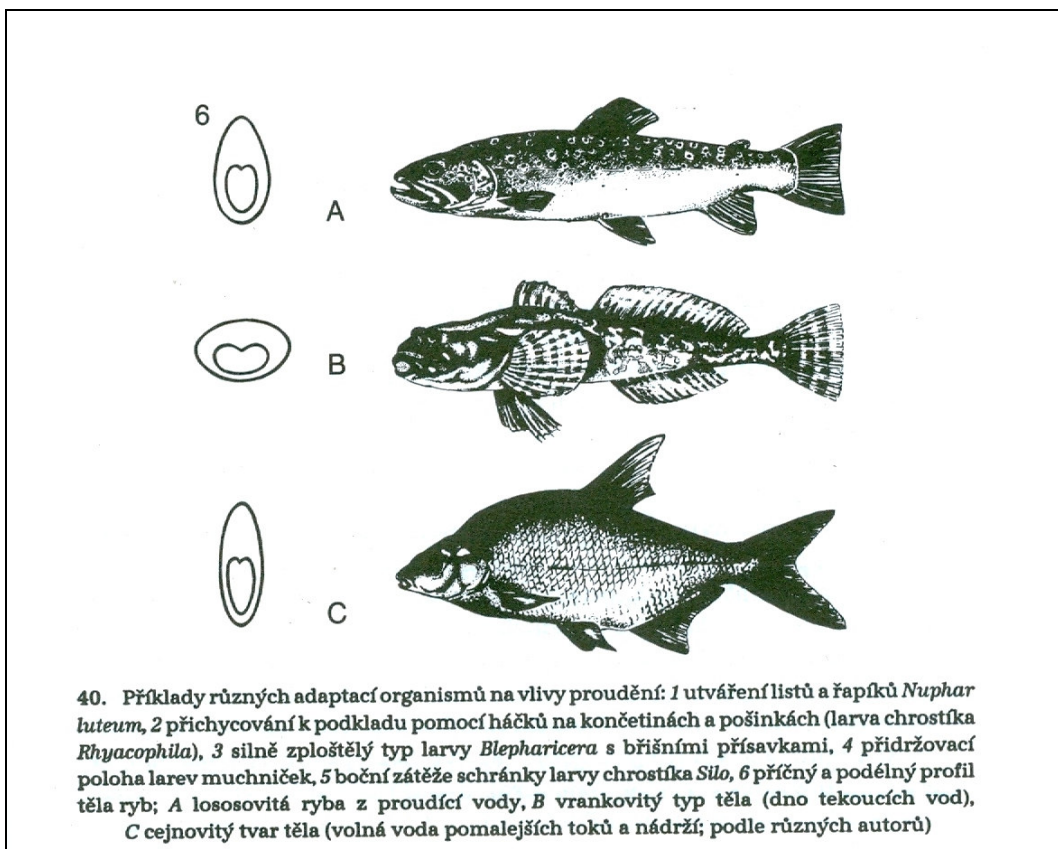 6
A
B
C
40. Příklady různých adaptací organismů na vlivy proudění: 1 utváření listů a řapíků Nuphar
luteum, 2 přichycování k podkladu pomocí háčků na končetinách a pošinkách (larva chrostíka
Rhyacophila), 3 silně zploštělý typ larvy Blepharicera s břišními přísavkami, 4 přidržovací
poloha larev muchniček, 5 boční zátěže schránky larvy chrostíka Silo, 6 příčný a podélný profil
těla ryb; A lososovitá ryba z proudící vody, B vrankovitý typ těla (dno tekoucích vod),
C cejnovitý tvar těla (volná voda pomalejších toků a nádrží; podle různých autorů)